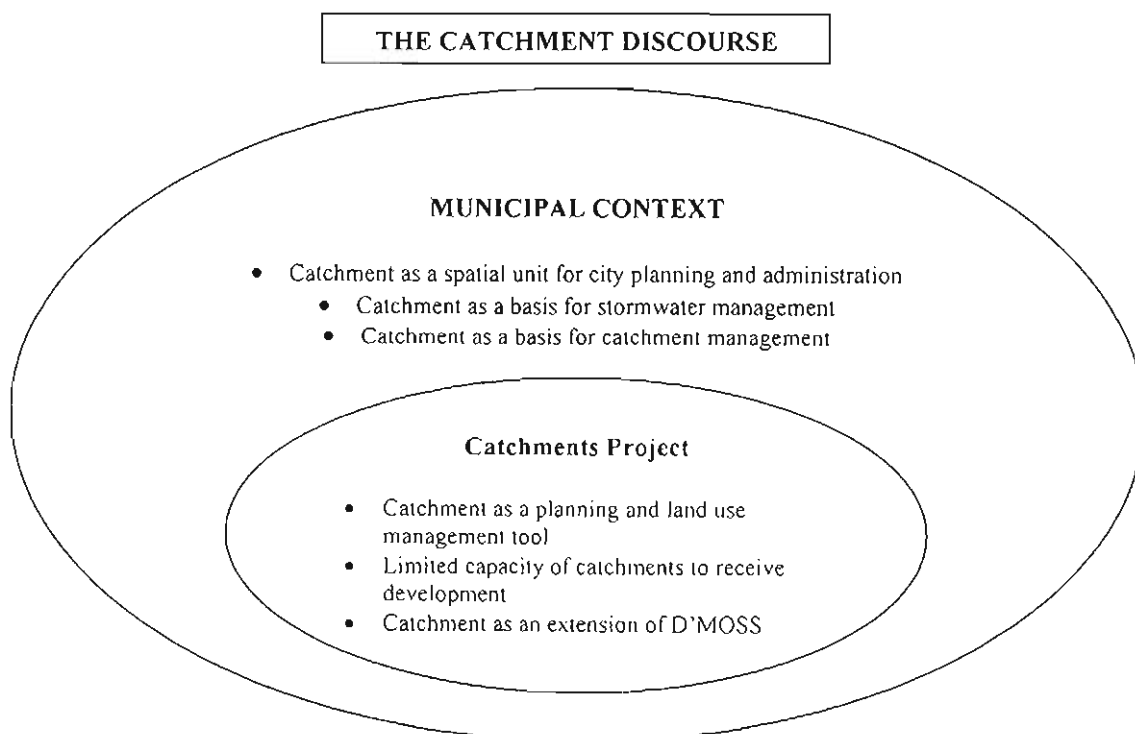 THE CATCHMENT DISCOURSE
MUNICIPAL CONTEXT
• Catchment as a spatial unit for city planning and administration
• Catchment as a basis for stormwater management
• Catchment as a basis for catchment management
Catchments Project
• Catchment as a planning and land use
management tool
• Limited capacity of catchments to receive
development
• Catchment as an extension of D'MOSS